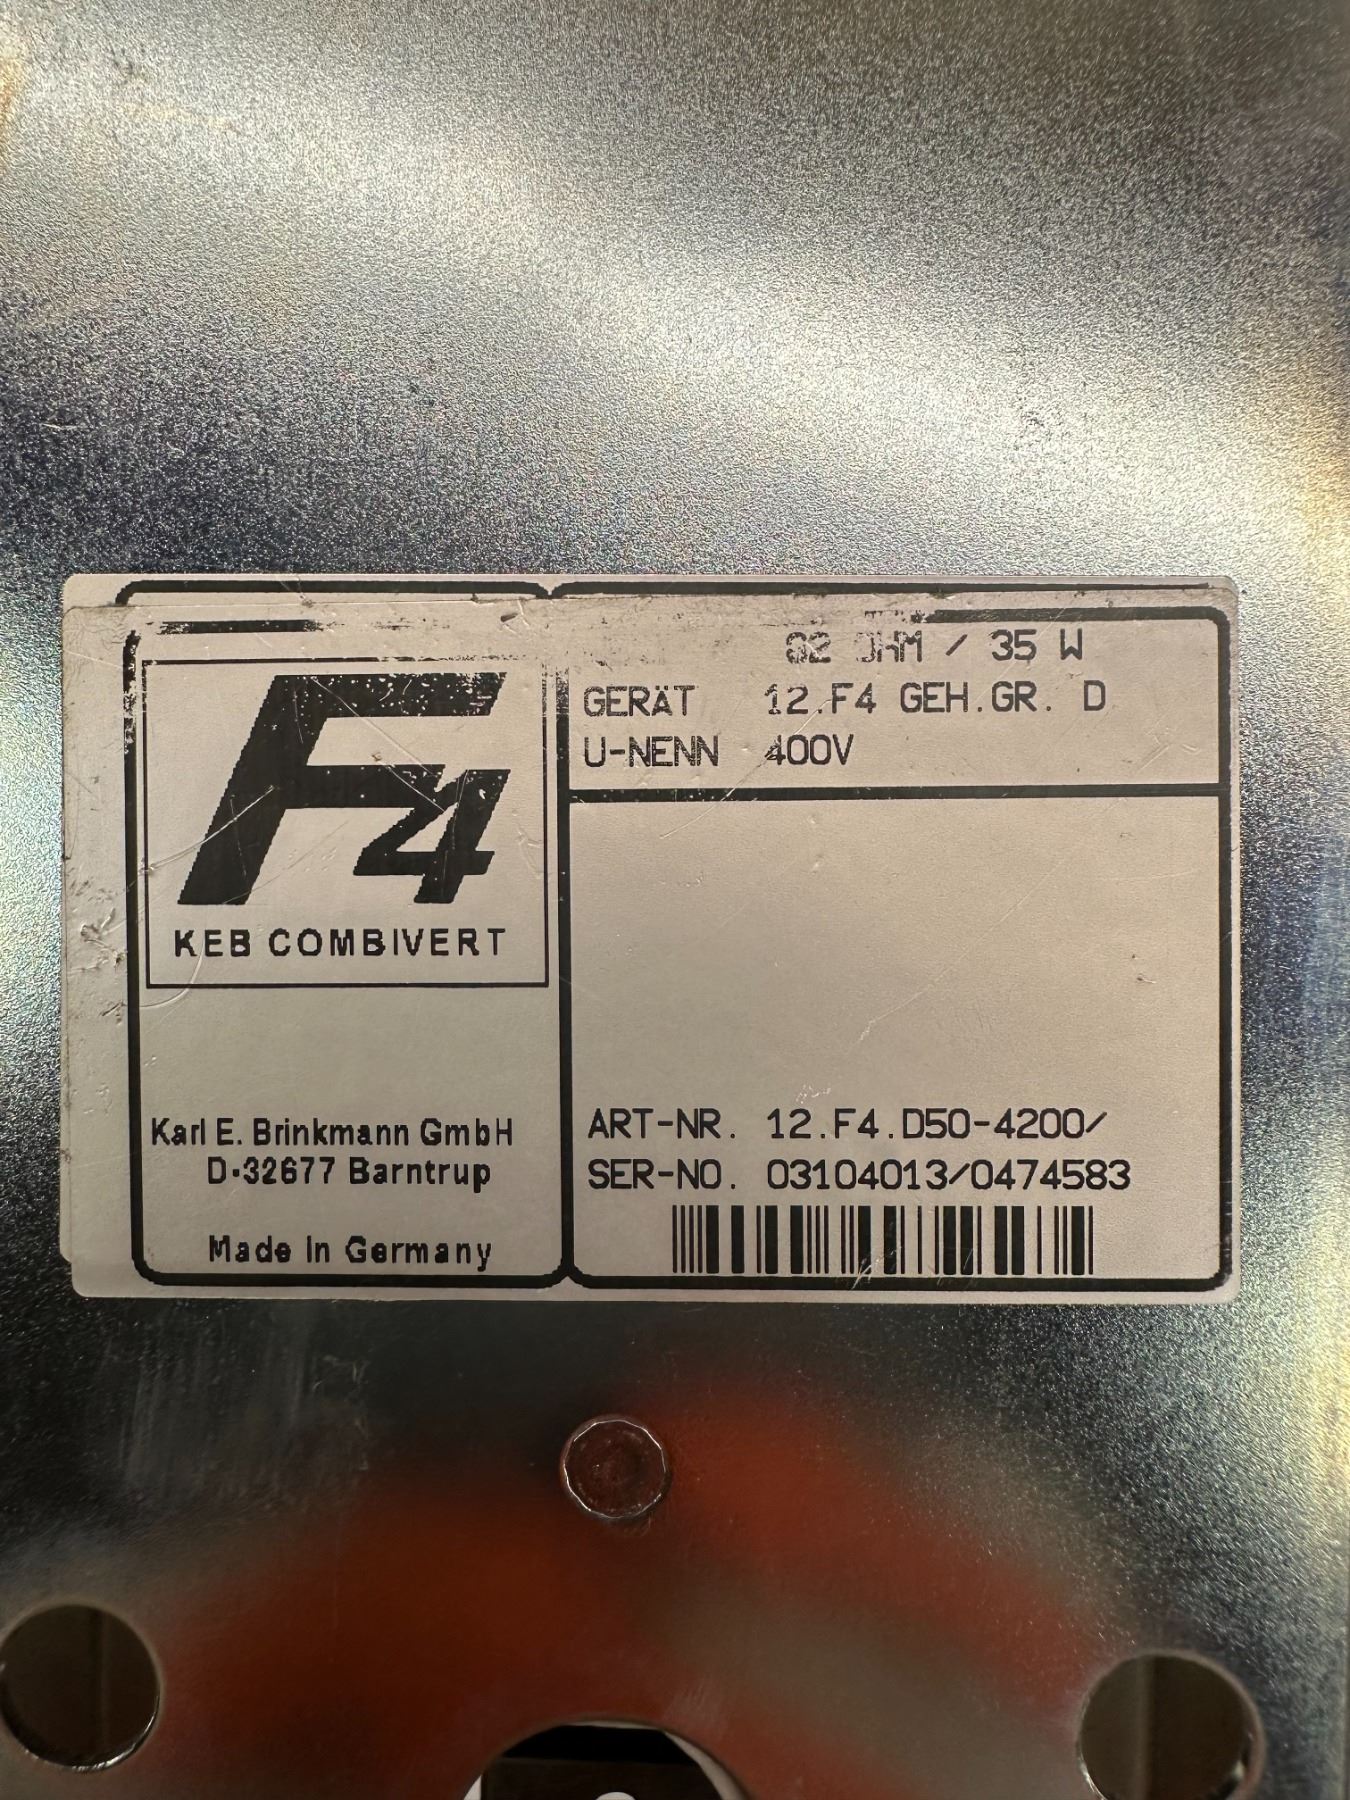 F4
KEB COMBIVERT
Karl E. Brinkmann GmbH
D-32677 Barntrup
Made In Germany
82 OHM / 35 W
GERÄT 12.F4 GEH.GR. D
U-NENN 400V
ART-NR. 12.F4.D50-4200/
SER-NO. 03104013/0474583